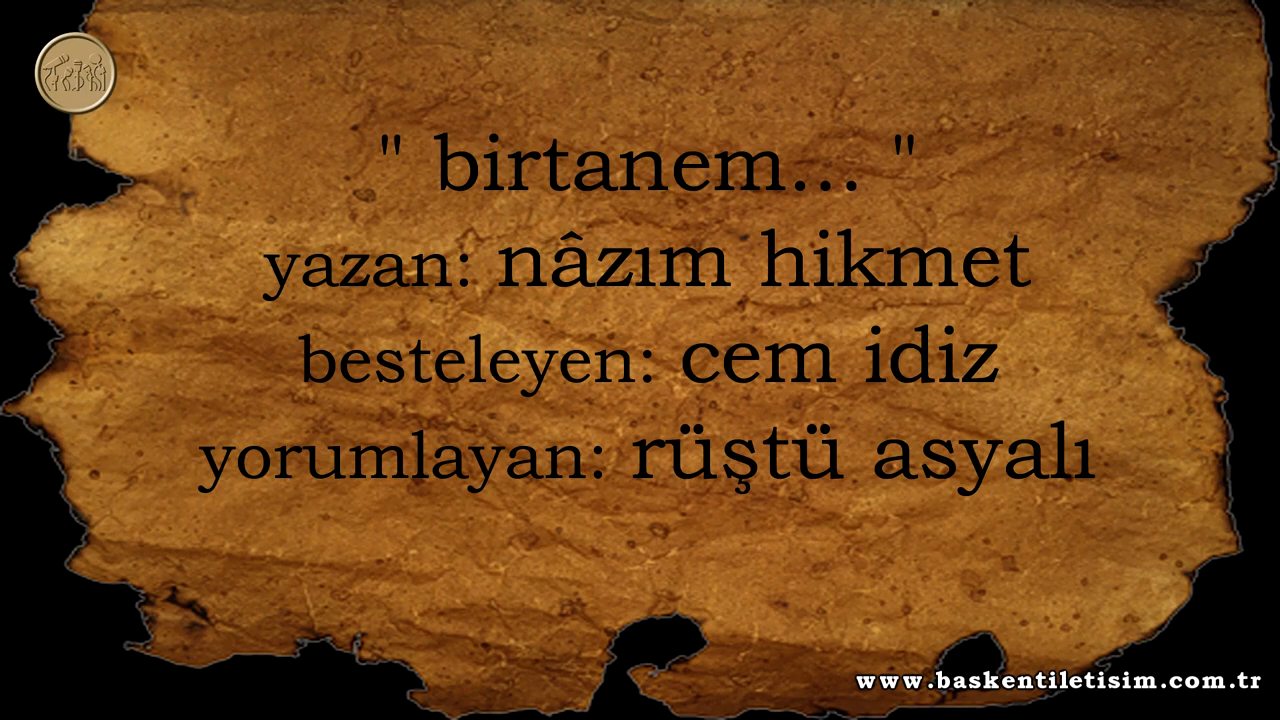 " birtanem... "
yazan: nâzım hikmet
besteleyen: cem idiz
yorumlayan: rüştü asyalı
www.baskentiletisim.com.tr